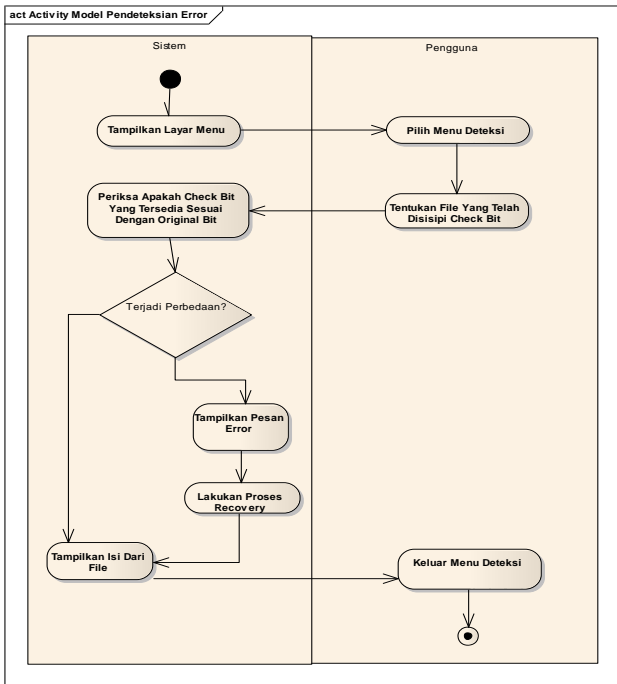 act Activity Model Pendeteksian Error
Sistem
Pengguna
Tampilkan Layar Menu
Pilih Menu Deteksi
Periksa Apakah Check Bit
Yang Tersedia Sesuai
Dengan Original Bit
Tentukan File Yang Telah
Disisipi Check Bit
Terjadi Perbedaan?
Tampilkan Pesan
Error
Lakukan Proses
Recovery
Tampilkan Isi Dari
File
Keluar Menu Deteksi